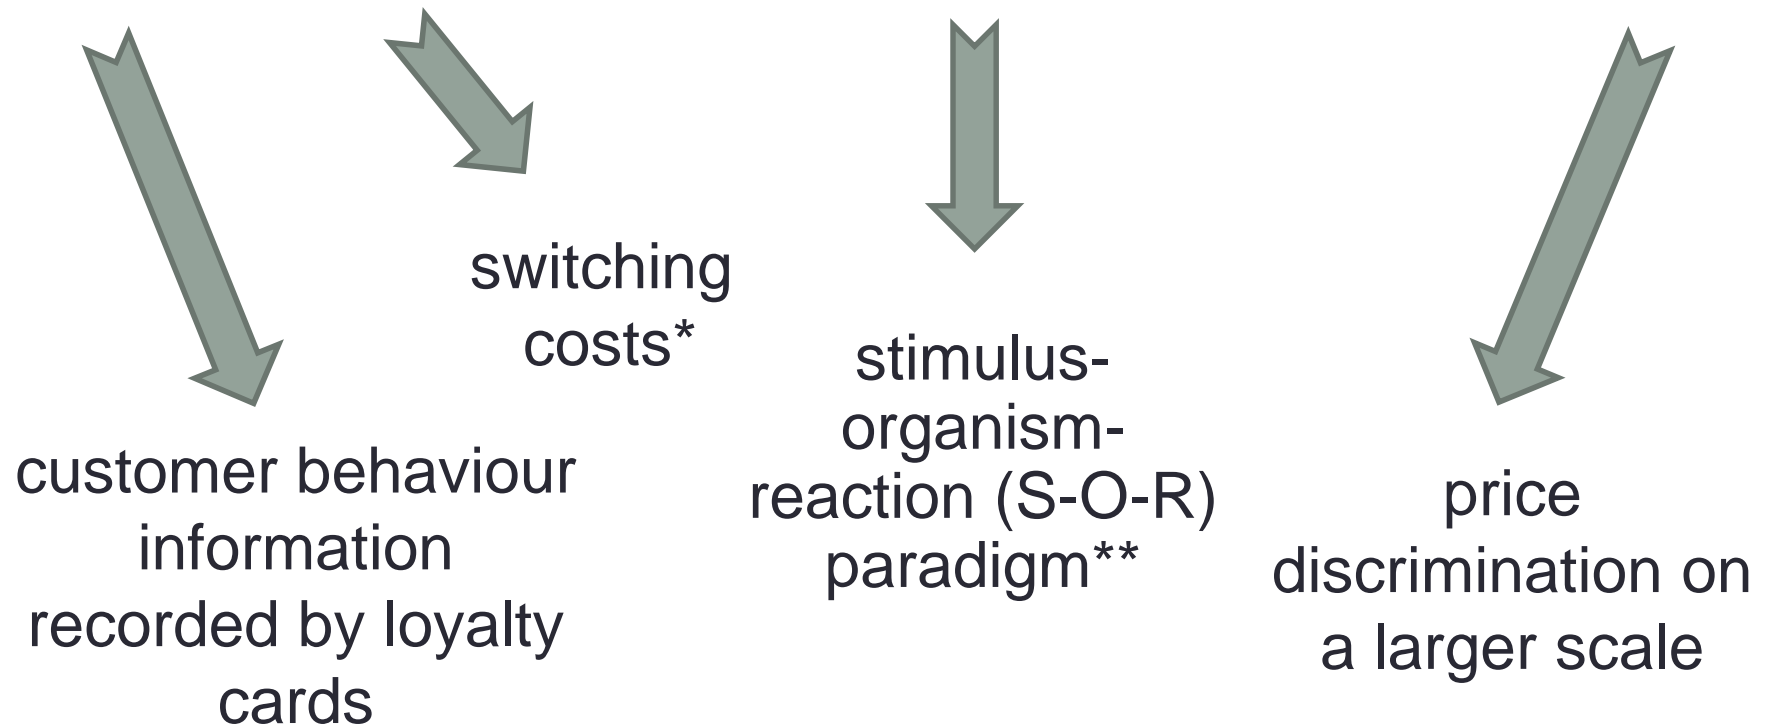 switching
costs*
customer behaviour
information
recorded by loyalty
cards
stimulus-
organism-
reaction (S-O-R)
paradigm**
price
discrimination on
a larger scale